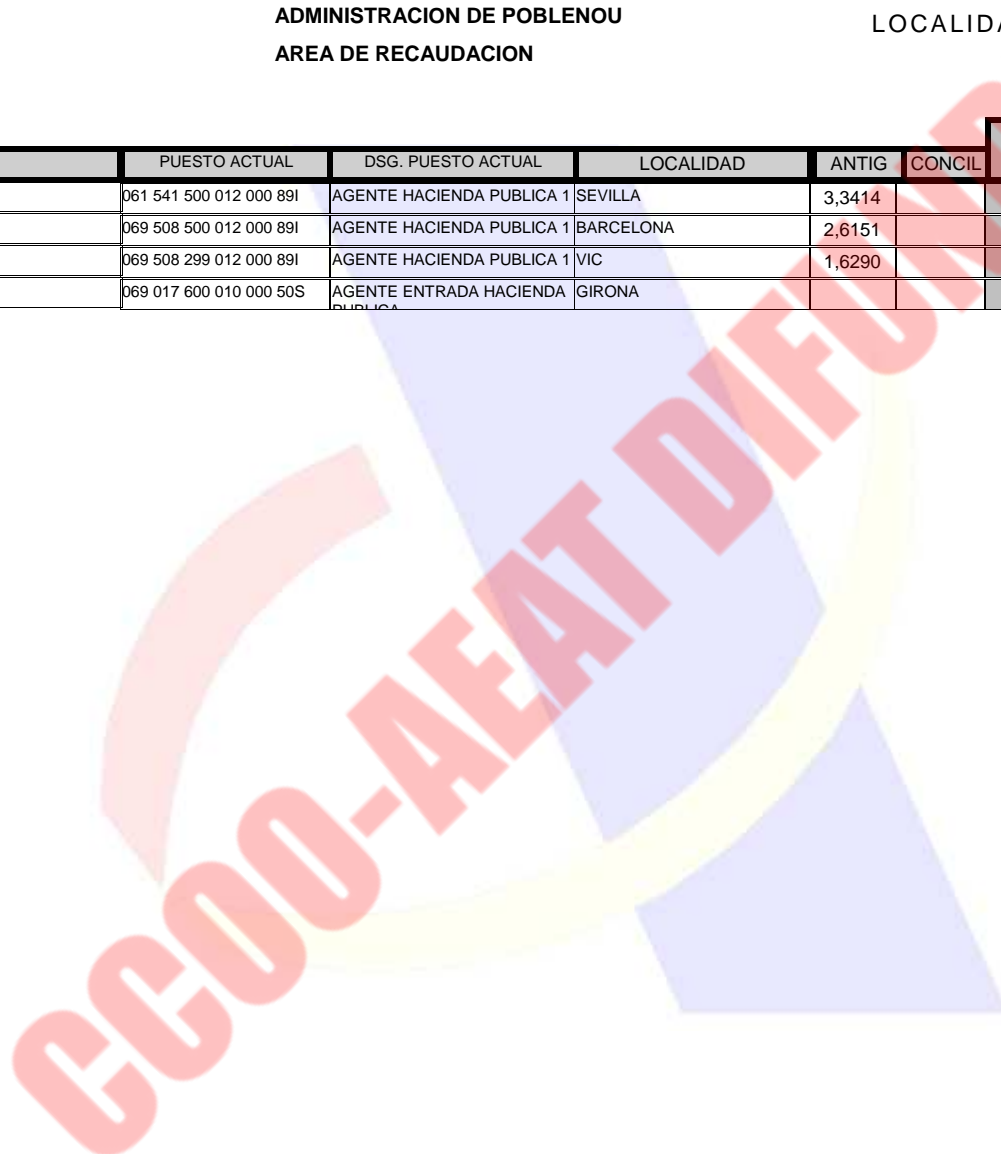 ADMINISTRACION DE POBLENOU
LOCALIDA
AREA DE RECAUDACION
PUESTO ACTUAL DSG. PUESTO ACTUAL LOCALIDAD ANTIG CONCIL
061 541 500 012 000 89I AGENTE HACIENDA PUBLICA 1 SEVILLA 3,3414
069 508 500 012 000 89I AGENTE HACIENDA PUBLICA 1 BARCELONA 2,6151
069 508 299 012 000 89I AGENTE HACIENDA PUBLICA 1 VIC 1,6290
069 017 600 010 000 50S AGENTE ENTRADA HACIENDA GIRONA
PUBLICA
CCOO-AEAT DIFUND